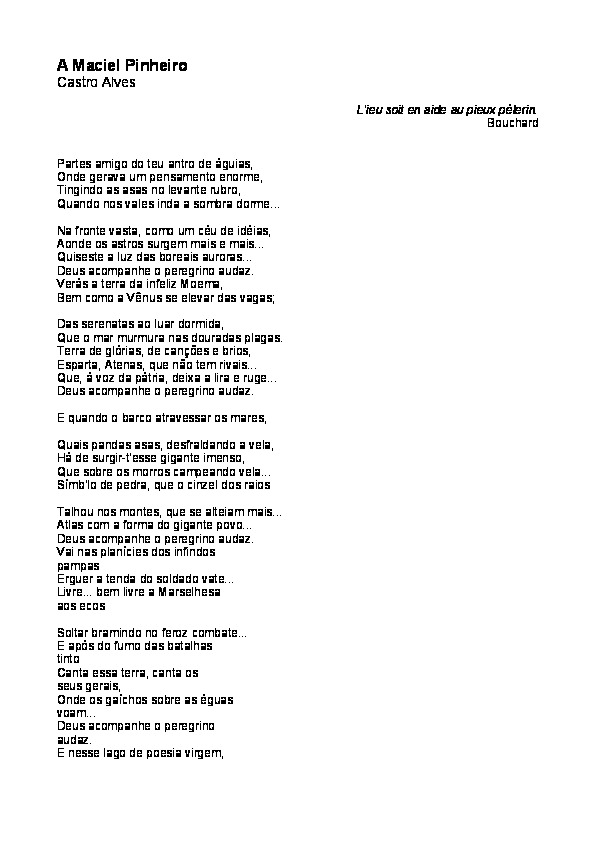 A Maciel Pinheiro
Castro Alves
L'ieu soit en aide au pieux pèlerin.
Bouchard
Partes amigo do teu antro de águias,
Onde gerava um pensamento enorme,
Tingindo as asas no levante rubro,
Quando nos vales inda a sombra dorme...
Na fronte vasta, como um céu de idéias,
Aonde os astros surgem mais e mais...
Quiseste a luz das boreais auroras...
Deus acompanhe o peregrino audaz.
Verás a terra da infeliz Moema,
Bem como a Vênus se elevar das vagas;
Das serenatas ao luar dormida,
Que o mar murmura nas douradas plagas.
Terra de glórias, de canções e brios,
Esparta, Atenas, que não tem rivais...
Que, à voz da pátria, deixa a lira e ruge...
Deus acompanhe o peregrino audaz.
E quando o barco atravessar os mares,
Quais pandas asas, desfraldando a vela,
Há de surgir-t'esse gigante imenso,
Que sobre os morros campeando vela...
Símb'lo de pedra, que o cinzel dos raios
Talhou nos montes, que se alteiam mais...
Atlas com a forma do gigante povo...
Deus acompanhe o peregrino audaz.
Vai nas planícies dos infindos
pampas
Erguer a tenda do soldado vate...
Livre... bem livre a Marselhesa
aos ecos
Soltar bramindo no feroz combate...
E após do fumo das batalhas
tinto
Canta essa terra, canta os
seus gerais,
Onde os gaúchos sobre as éguas
voam...
Deus acompanhe o peregrino
audaz.
E nesse lago de poesia virgem,